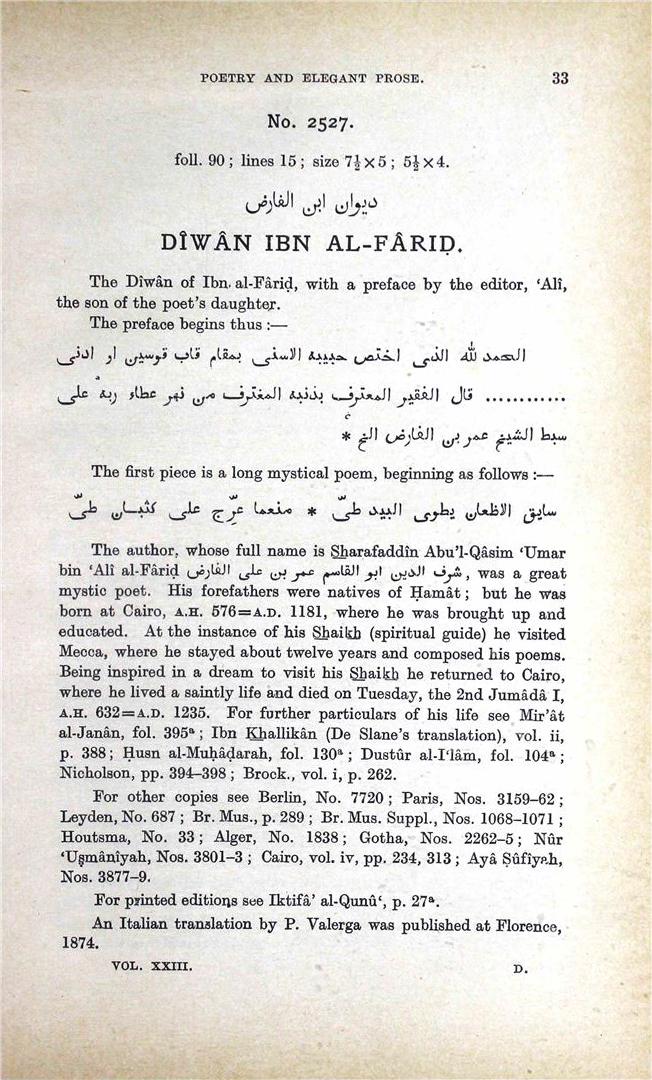 POETRY AND ELEGANT PROSE. 33
No. 2527.
foll. 90 ; lines 15 ; size 7½ × 5 ; 5½ × 4.
ديوان ابن الفارض
DÎWÂN IBN AL-FÂRIḌ.
The Dîwân of Ibn al-Fâriḍ, with a preface by the editor, ‘Alî,
the son of the poet's daughter.
The preface begins thus :—
الحمد لله الذى اختص حبيبه الاسنى بمقام قاب قوسين او ادنى
............ قال الفقير المعترف بذنبه المغترف من نهر عطاء ربه على
سبط الشيخ عمر بن الفارض الخ *
The first piece is a long mystical poem, beginning as follows :—
سايق الاظعان يطوى البيد طىّ * منعما عرّج على كثبان طىّ
The author, whose full name is Sharafaddîn Abu'l-Qâsim ‘Umar
bin ‘Alî al-Fâriḍ شرف الدين ابو القاسم عمر بن على الفارض, was a great
mystic poet. His forefathers were natives of Ḥamât ; but he was
born at Cairo, A.H. 576=A.D. 1181, where he was brought up and
educated. At the instance of his Shaikh (spiritual guide) he visited
Mecca, where he stayed about twelve years and composed his poems.
Being inspired in a dream to visit his Shaikh he returned to Cairo,
where he lived a saintly life and died on Tuesday, the 2nd Jumâdâ I,
A.H. 632=A.D. 1235. For further particulars of his life see Mir'ât
al-Janân, fol. 395ᵃ ; Ibn Khallikân (De Slane's translation), vol. ii,
p. 388 ; Ḥusn al-Muḥâḍarah, fol. 130ᵃ ; Dustûr al-I‘lâm, fol. 104ᵃ ;
Nicholson, pp. 394–398 ; Brock., vol. i, p. 262.
For other copies see Berlin, No. 7720 ; Paris, Nos. 3159–62 ;
Leyden, No. 687 ; Br. Mus., p. 289 ; Br. Mus. Suppl., Nos. 1068–1071 ;
Houtsma, No. 33 ; Alger, No. 1838 ; Gotha, Nos. 2262–5 ; Nûr
‘Uṣmânîyah, Nos. 3801–3 ; Cairo, vol. iv, pp. 234, 313 ; Ayâ Ṣûfîyah,
Nos. 3877–9.
For printed editions see Iktifâ’ al-Qunû‘, p. 27ᵃ.
An Italian translation by P. Valerga was published at Florence,
1874.
VOL. XXIII. D.